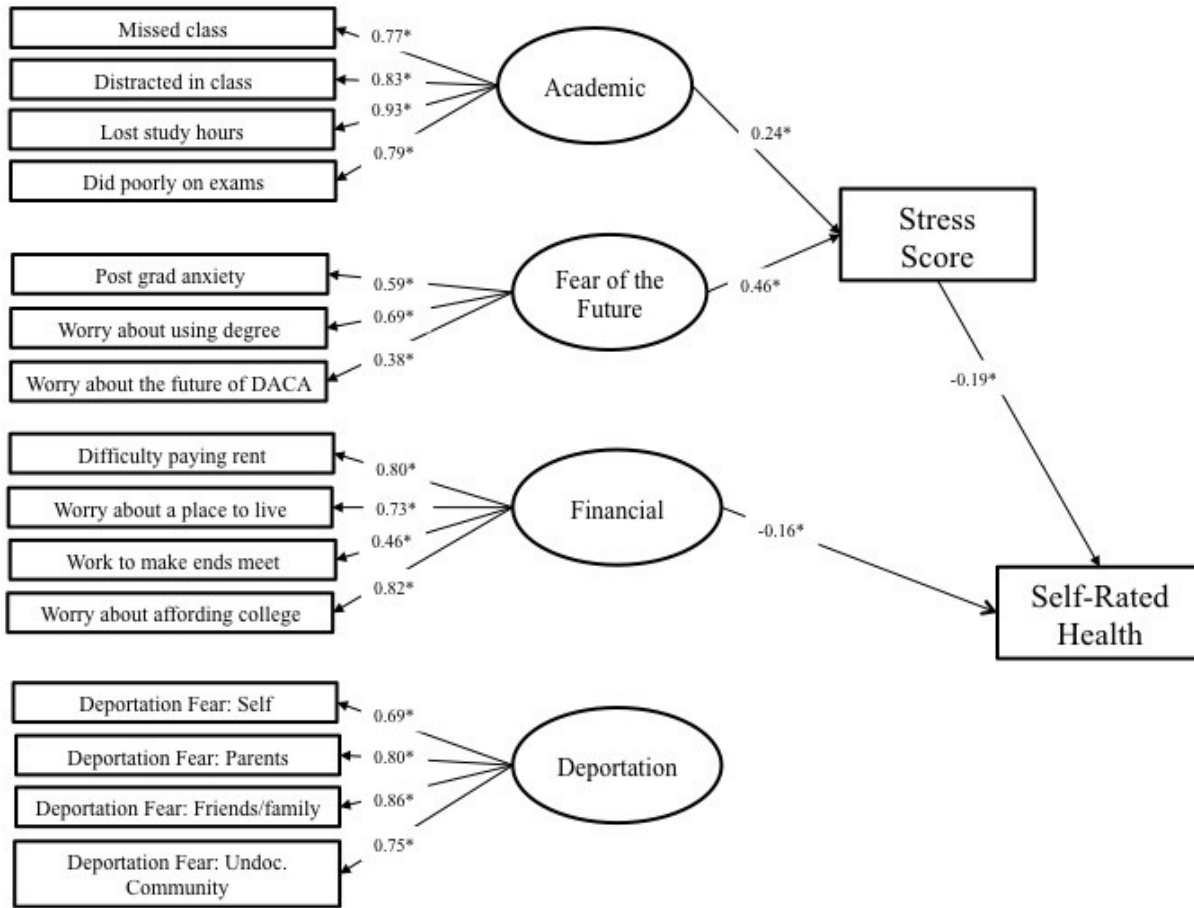 Missed class
0.77*
Distracted in class
0.83*
Lost study hours
0.93*
Did poorly on exams
0.79*
Academic
0.24*
Post grad anxiety
0.59*
Worry about using degree
0.69*
Worry about the future of DACA
0.38*
Fear of the
Future
0.46*
Stress
Score
-0.19*
Difficulty paying rent
0.80*
Worry about a place to live
0.73*
Work to make ends meet
0.46*
Worry about affording college
0.82*
Financial
-0.16*
Self-Rated
Health
Deportation Fear: Self
0.69*
Deportation Fear: Parents
0.80*
Deportation Fear: Friends/family
0.86*
Deportation Fear: Undoc.
Community
0.75*
Deportation